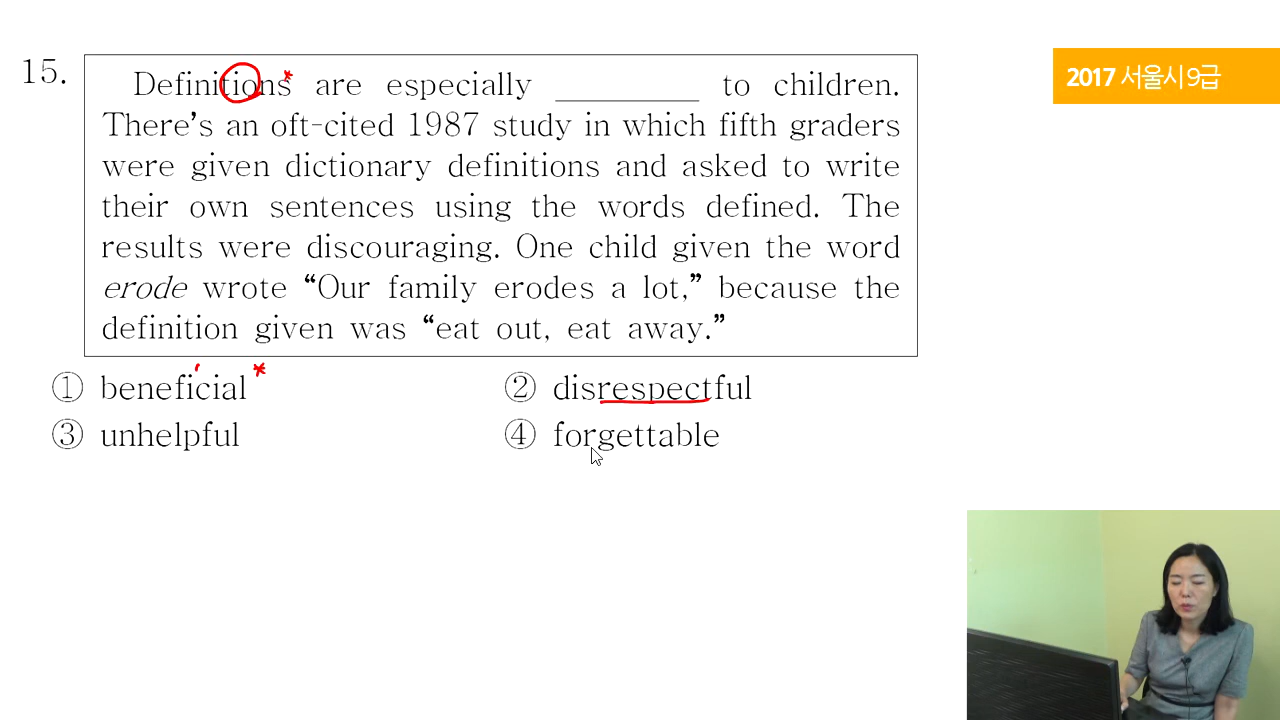 2017 서울시 9급
15.
Definitions* are especially ________ to children.
There's an oft-cited 1987 study in which fifth graders
were given dictionary definitions and asked to write
their own sentences using the words defined. The
results were discouraging. One child given the word
erode wrote “Our family erodes a lot,” because the
definition given was “eat out, eat away.”
① beneficial* ② disrespectful
③ unhelpful ④ forgettable